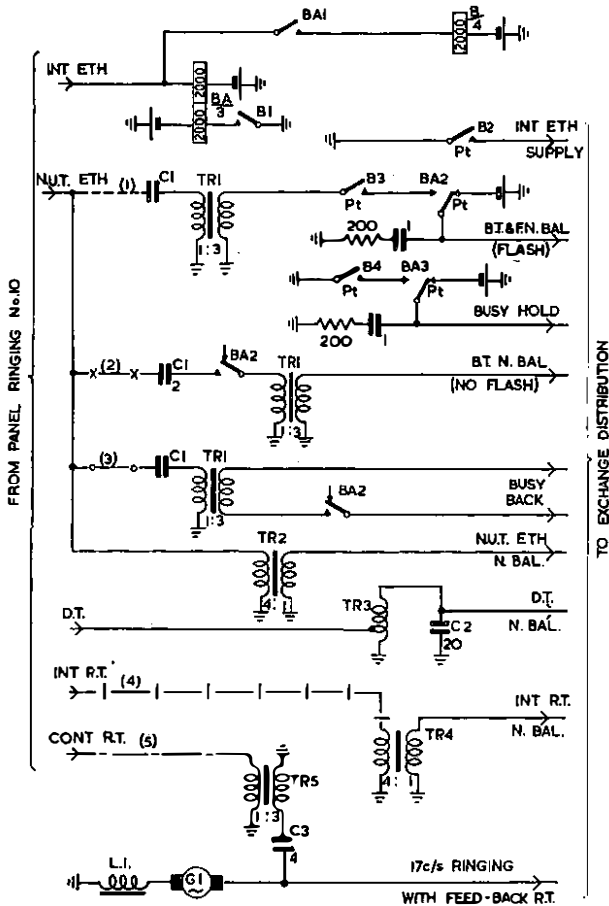 BA1
B/4
2000
INT ETH
2000
BA/3
2000
B1
B2
INT ETH
SUPPLY
Pt
N.U.T. ETH
(1)
C1
TR1
1:3
B3
Pt
BA2
Pt
200
1
B.T.&F.N. BAL
(FLASH)
B4
Pt
BA3
Pt
200
1
BUSY HOLD
(2)
C1
2
BA2
TR1
1:3
B.T. N. BAL
(NO FLASH)
(3)
C1
TR1
1:3
BA2
BUSY
BACK
TR2
4:1
N.U.T. ETH
N. BAL.
D.T.
TR3
C2
20
D.T.
N. BAL.
INT R.T.
(4)
TR4
4:1
INT R.T.
N. BAL.
CONT R.T. (5)
TR5
1:3
C3
4
L.1.
G1
17c/s RINGING
WITH FEED-BACK R.T.
FROM PANEL RINGING No.10
TO EXCHANGE DISTRIBUTION